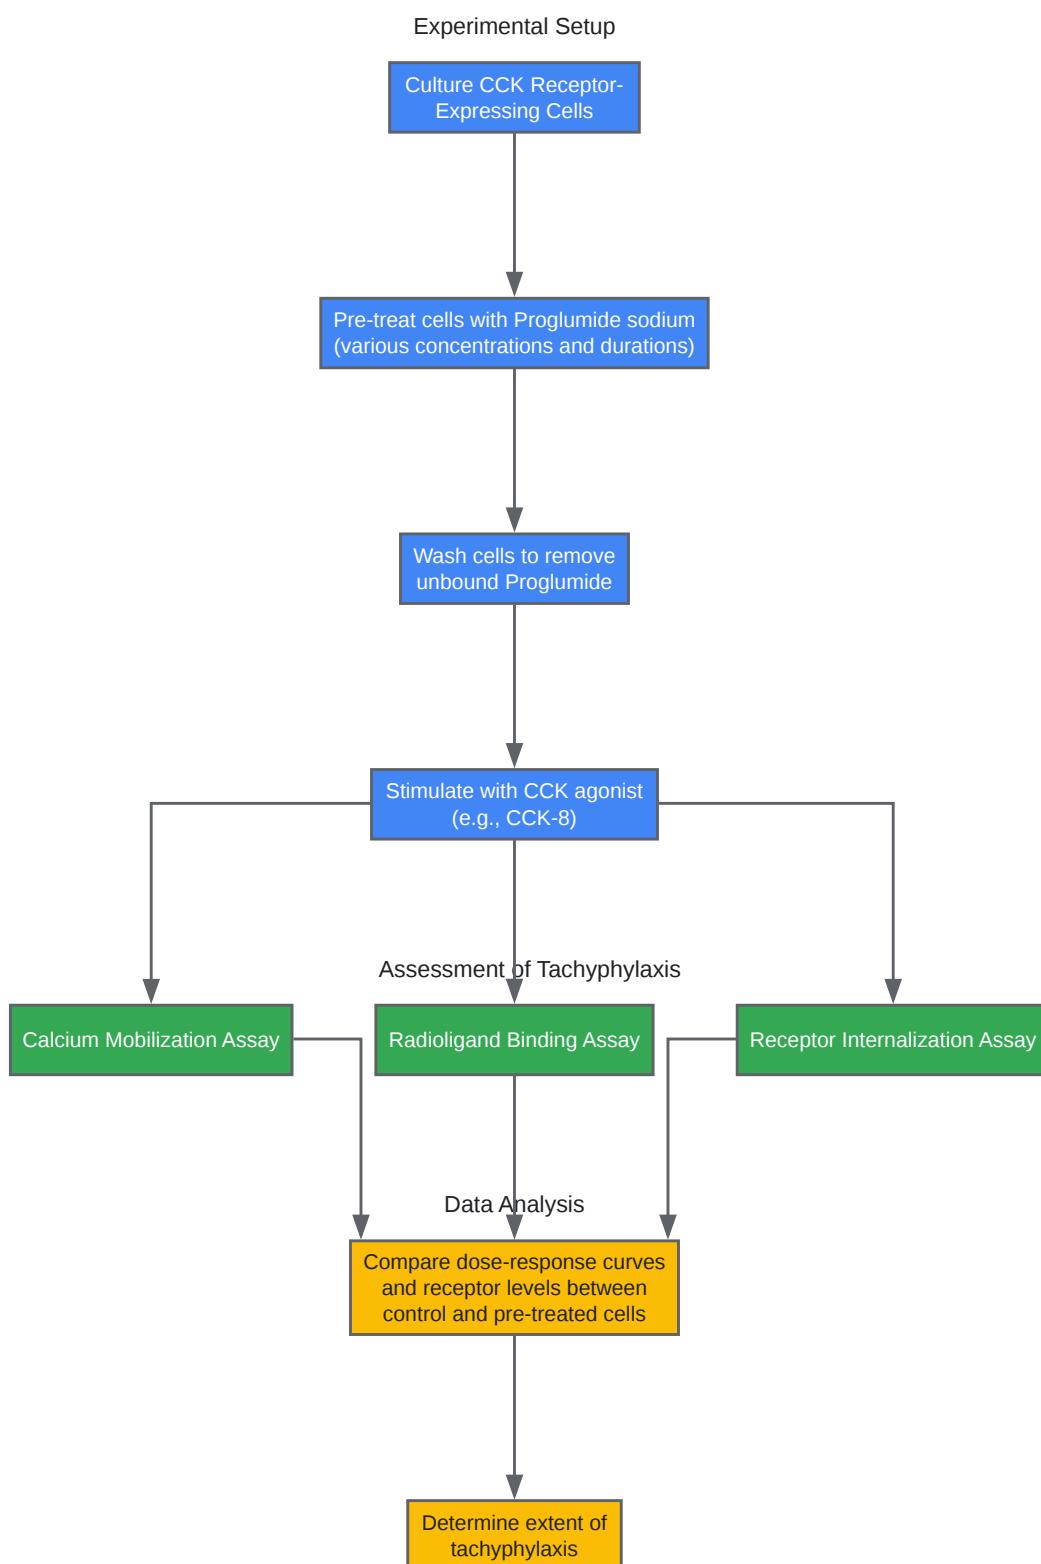 Experimental Setup
Culture CCK Receptor-
Expressing Cells
Pre-treat cells with Proglumide sodium
(various concentrations and durations)
Wash cells to remove
unbound Proglumide
Stimulate with CCK agonist
(e.g., CCK-8)
Assessment of Tachyphylaxis
Calcium Mobilization Assay
Radioligand Binding Assay
Receptor Internalization Assay
Data Analysis
Compare dose-response curves
and receptor levels between
control and pre-treated cells
Determine extent of
tachyphylaxis